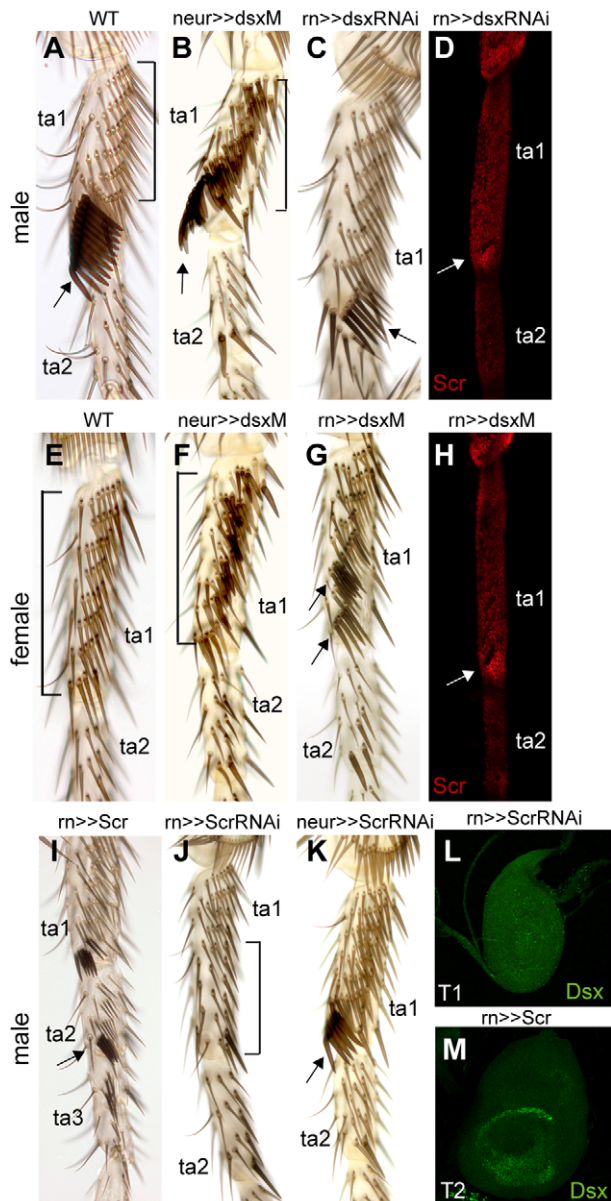 WT neur>>dsxM rn>>dsxRNAi rn>>dsxRNAi
A B C D
ta1 ta1 ta1 ta1
male
ta2 ta2 ta2
Scr
WT neur>>dsxM rn>>dsxM rn>>dsxM
E F G H
ta1 ta1 ta1 ta1
female
ta2 ta2 ta2 ta2
Scr
rn>>Scr rn>>ScrRNAi neur>>ScrRNAi rn>>ScrRNAi
I J K L
ta1 ta1 ta1
T1 Dsx
male
rn>>Scr
ta2 M
ta3
ta2 ta2
T2 Dsx